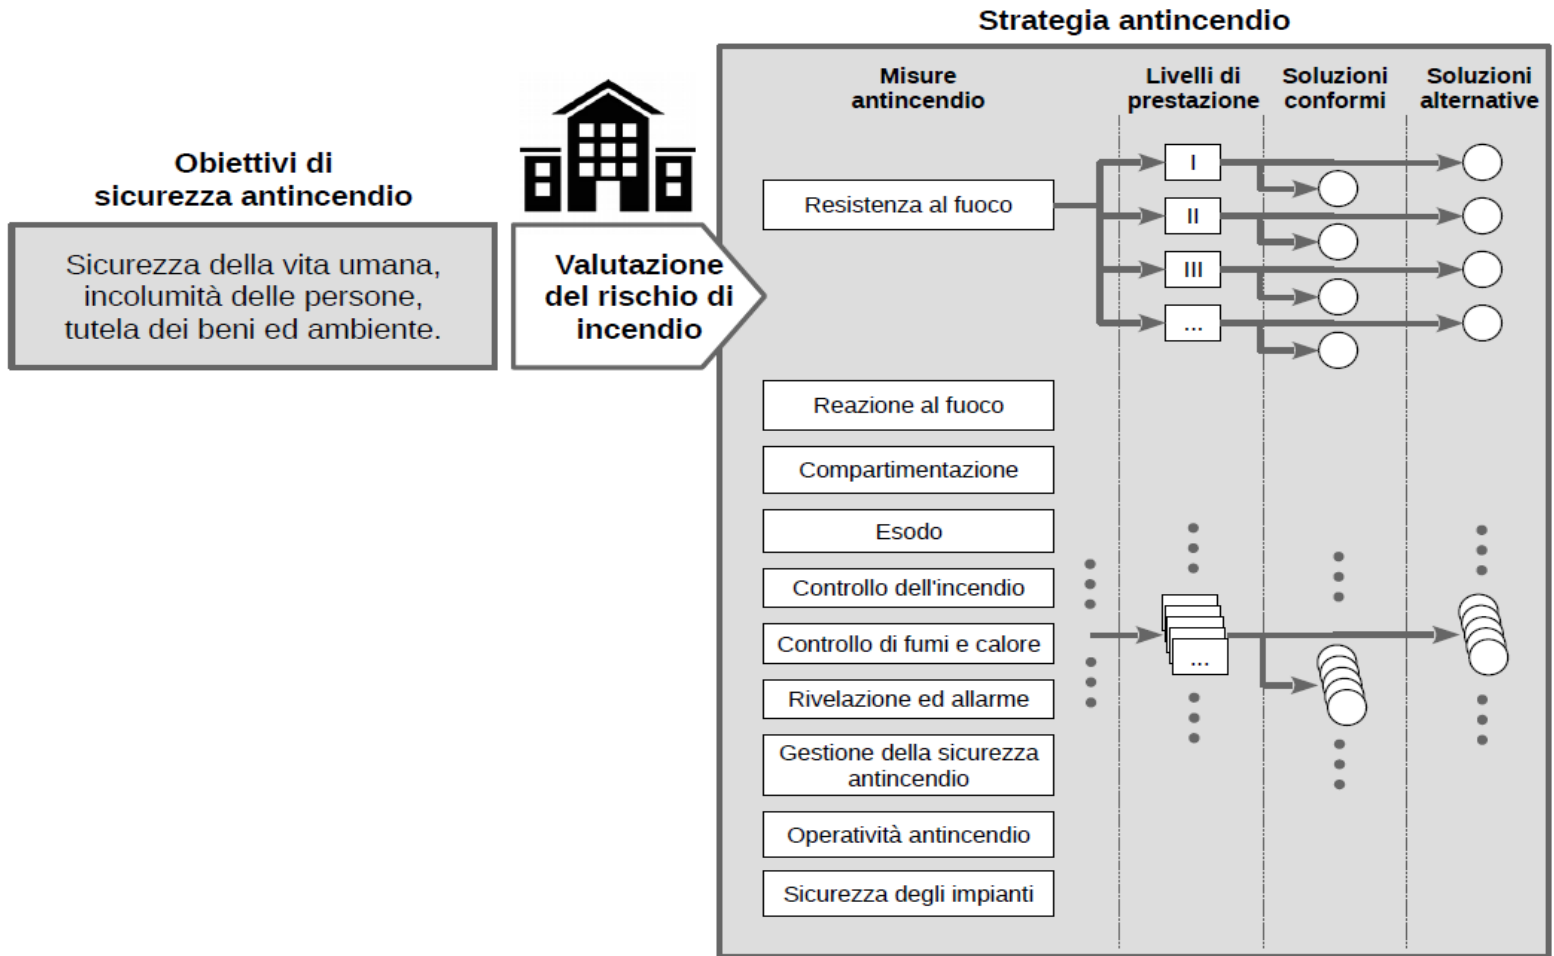 Strategia antincendio
Obiettivi di
sicurezza antincendio
Sicurezza della vita umana,
incolumità delle persone,
tutela dei beni ed ambiente.
Valutazione
del rischio di
incendio
Misure
antincendio
Livelli di
prestazione
Soluzioni
conformi
Soluzioni
alternative
Resistenza al fuoco
I
II
III
...
Reazione al fuoco
Compartimentazione
Esodo
Controllo dell'incendio
Controllo di fumi e calore
...
Rivelazione ed allarme
Gestione della sicurezza
antincendio
Operatività antincendio
Sicurezza degli impianti